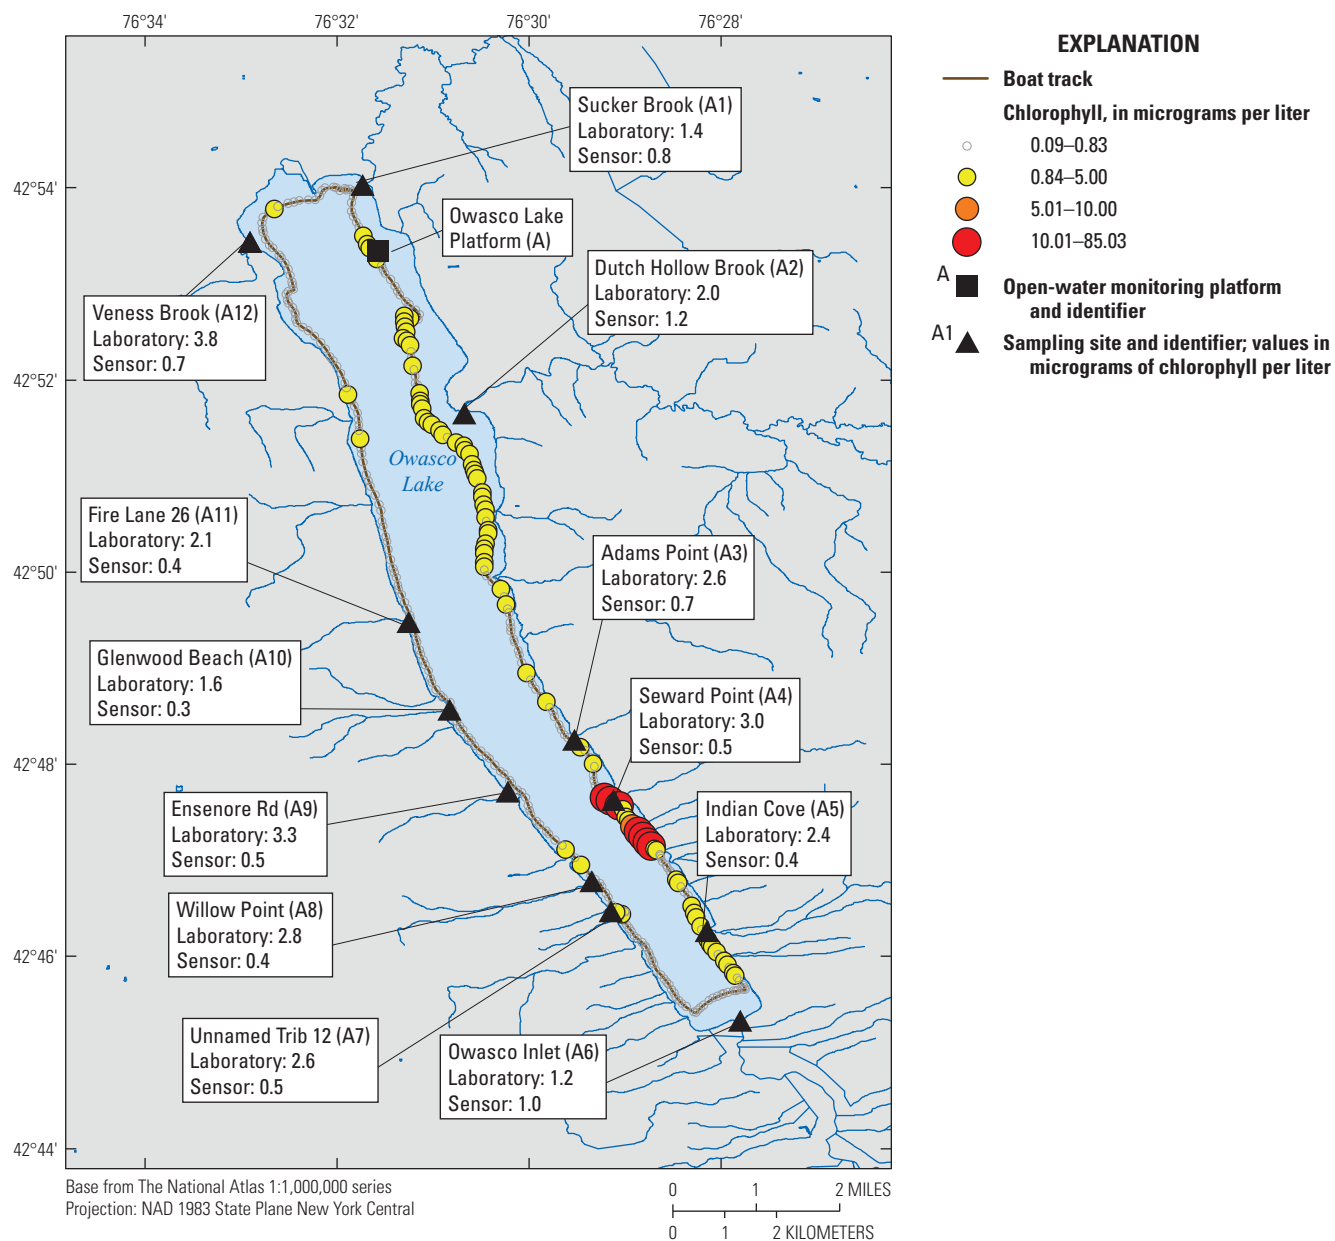 76°34'
76°32'
76°30'
76°28'
42°54'
42°52'
42°50'
42°48'
42°46'
42°44'
Sucker Brook (A1)
Laboratory: 1.4
Sensor: 0.8
Owasco Lake
Platform (A)
Dutch Hollow Brook (A2)
Laboratory: 2.0
Sensor: 1.2
Veness Brook (A12)
Laboratory: 3.8
Sensor: 0.7
Owasco
Lake
Fire Lane 26 (A11)
Laboratory: 2.1
Sensor: 0.4
Adams Point (A3)
Laboratory: 2.6
Sensor: 0.7
Glenwood Beach (A10)
Laboratory: 1.6
Sensor: 0.3
Seward Point (A4)
Laboratory: 3.0
Sensor: 0.5
Ensenore Rd (A9)
Laboratory: 3.3
Sensor: 0.5
Indian Cove (A5)
Laboratory: 2.4
Sensor: 0.4
Willow Point (A8)
Laboratory: 2.8
Sensor: 0.4
Unnamed Trib 12 (A7)
Laboratory: 2.6
Sensor: 0.5
Owasco Inlet (A6)
Laboratory: 1.2
Sensor: 1.0
Base from The National Atlas 1:1,000,000 series
Projection: NAD 1983 State Plane New York Central
0 1 2 MILES
0 1 2 KILOMETERS
EXPLANATION
Boat track
Chlorophyll, in micrograms per liter
0.09–0.83
0.84–5.00
5.01–10.00
10.01–85.03
A
Open-water monitoring platform
and identifier
A1
Sampling site and identifier; values in
micrograms of chlorophyll per liter